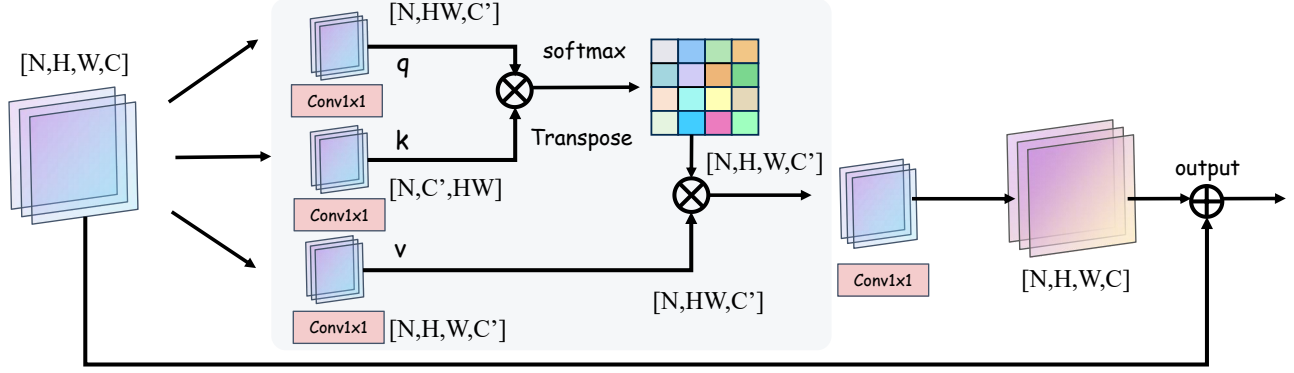 [N,H,W,C]
[N,HW,C’]
q
Conv1x1
softmax
Transpose
k
[N,C’,HW]
Conv1x1
v
Conv1x1
[N,H,W,C’]
[N,H,W,C’]
[N,HW,C’]
Conv1x1
[N,H,W,C]
output